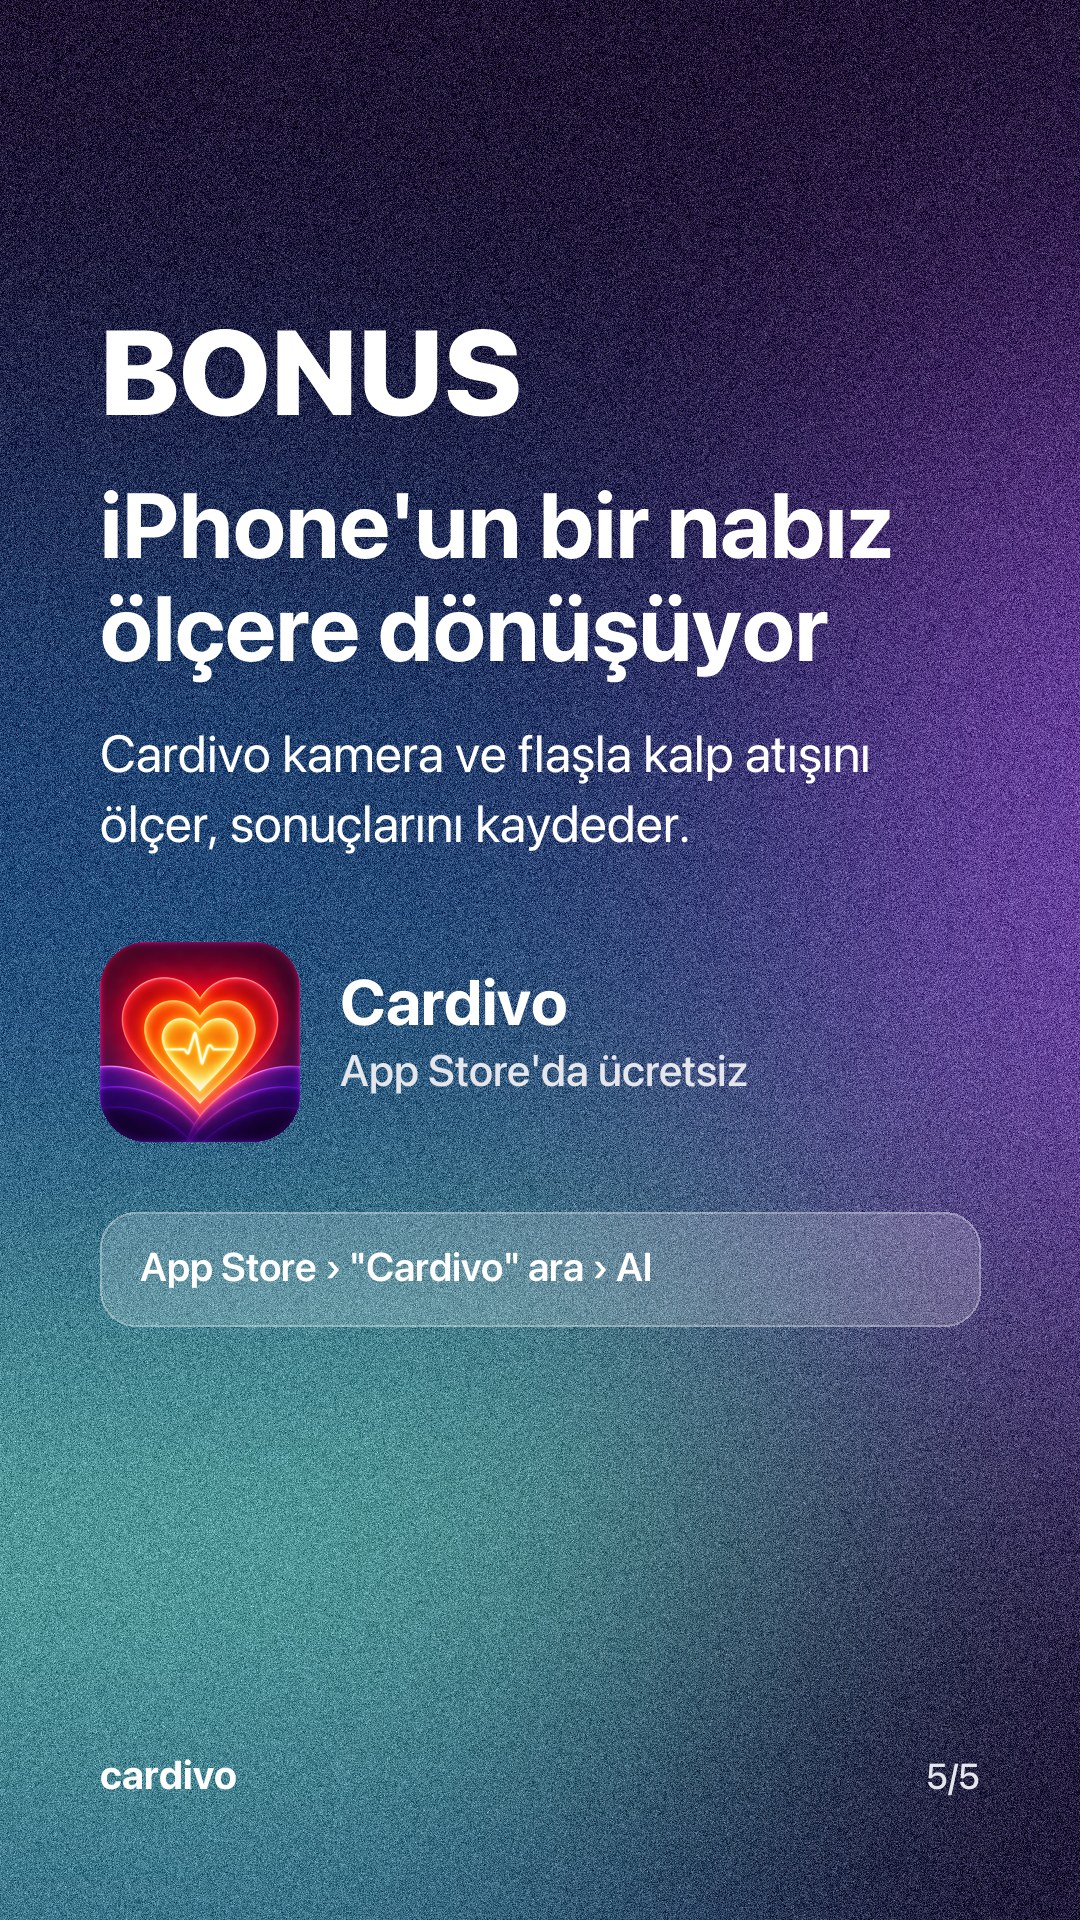 BONUS
iPhone'un bir nabız
ölçere dönüşüyor
Cardivo kamera ve flaşla kalp atışını
ölçer, sonuçlarını kaydeder.
Cardivo
App Store'da ücretsiz
App Store › "Cardivo" ara › Al
cardivo
5/5